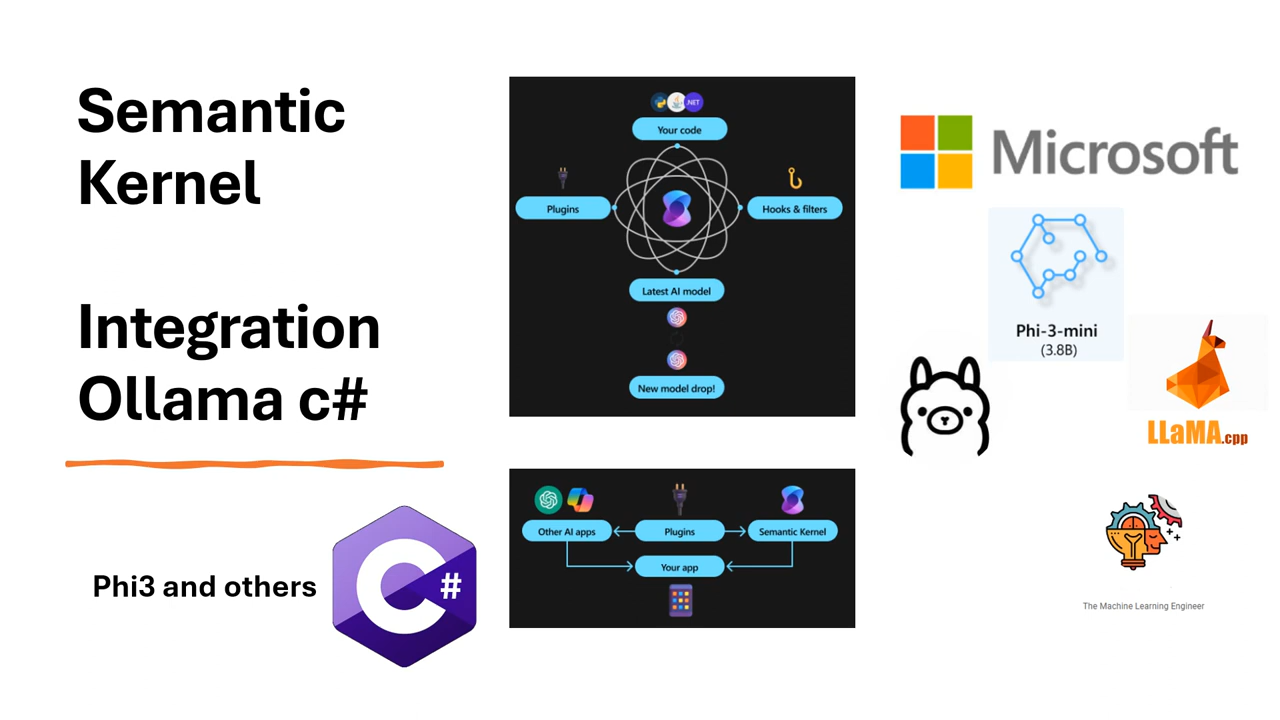 Semantic
Kernel
Integration
Ollama c#
Phi3 and others
C#
.NET
Your code
Plugins
Hooks & filters
Latest AI model
New model drop!
Other AI apps
Plugins
Semantic Kernel
Your app
Microsoft
Phi-3-mini
(3.8B)
LLaMA.cpp
The Machine Learning Engineer